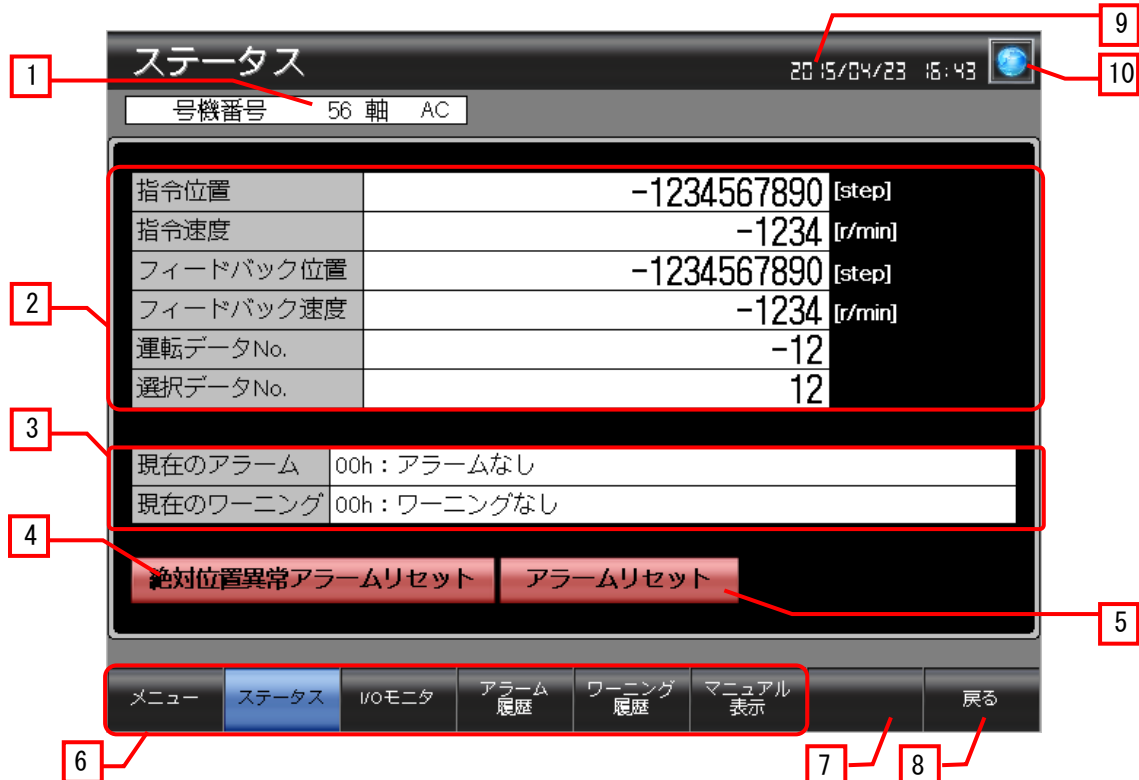 9
ステータス
2015/04/23 16:43
1
10
号機番号 56 軸 AC
指令位置 -1234567890 [step]
指令速度 -1234 [r/min]
フィードバック位置 -1234567890 [step]
2
フィードバック速度 -1234 [r/min]
運転データNo. -12
選択データNo. 12
3
現在のアラーム 00h：アラームなし
現在のワーニング 00h：ワーニングなし
4
絶対位置異常アラームリセット アラームリセット
5
メニュー ステータス I/Oモニタ アラーム履歴 ワーニング履歴 マニュアル表示 戻る
6 7 8